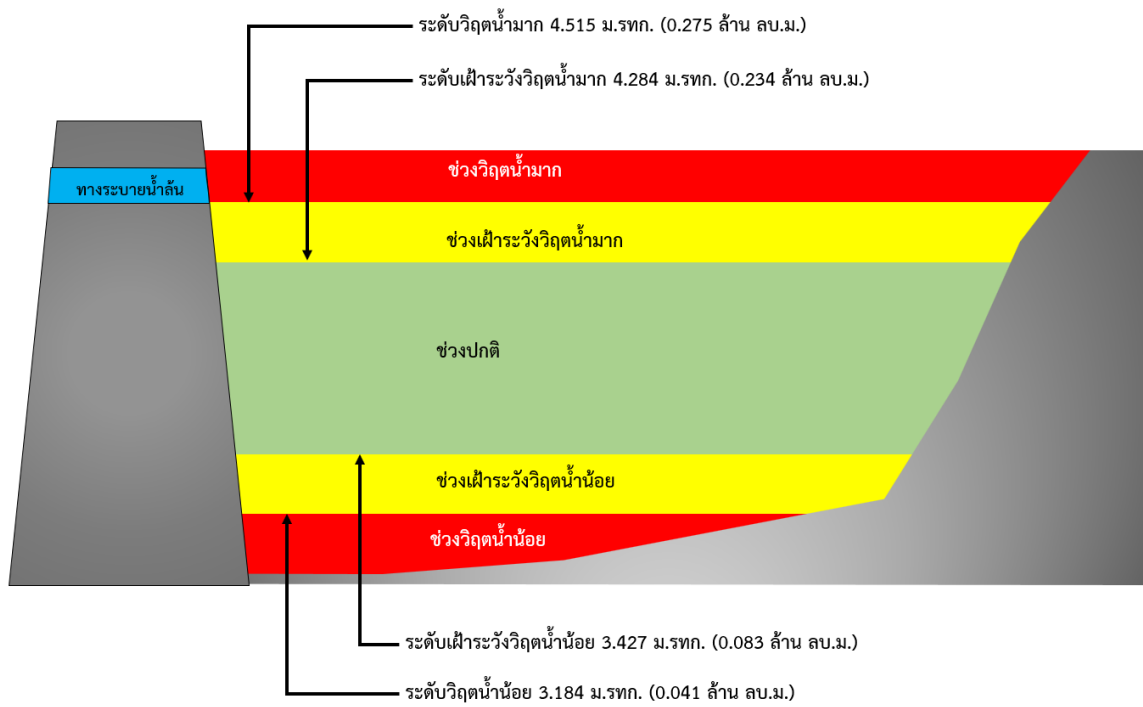 ระดับวิฤตน้ำมาก 4.515 ม.รทก. (0.275 ล้าน ลบ.ม.)
ระดับเฝ้าระวังวิฤตน้ำมาก 4.284 ม.รทก. (0.234 ล้าน ลบ.ม.)
ช่วงวิฤตน้ำมาก
ทางระบายน้ำล้น
ช่วงเฝ้าระวังวิฤตน้ำมาก
ช่วงปกติ
ช่วงเฝ้าระวังวิฤตน้ำน้อย
ช่วงวิฤตน้ำน้อย
ระดับเฝ้าระวังวิฤตน้ำน้อย 3.427 ม.รทก. (0.083 ล้าน ลบ.ม.)
ระดับวิฤตน้ำน้อย 3.184 ม.รทก. (0.041 ล้าน ลบ.ม.)